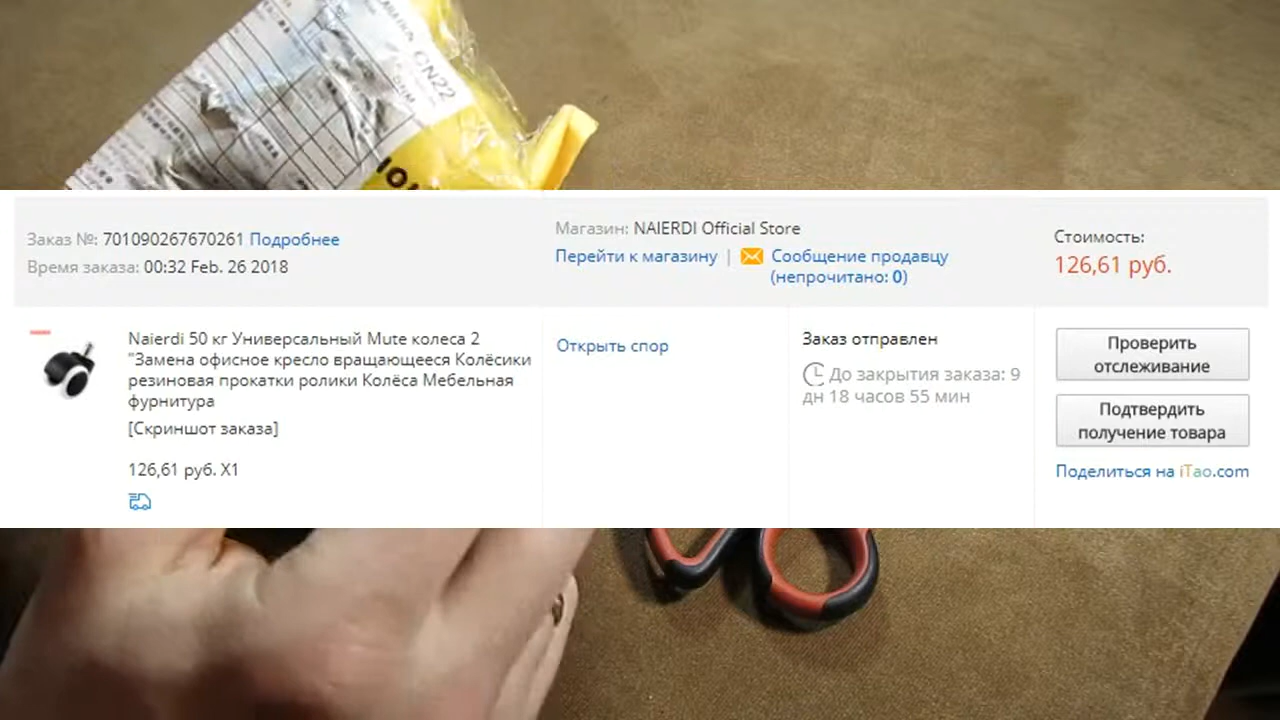 CN22
Заказ №: 701090267670261 Подробнее
Время заказа: 00:32 Feb. 26 2018
Магазин: NAIERDI Official Store
Перейти к магазину | Сообщение продавцу
(непрочитано: 0)
Стоимость:
126,61 руб.
Naierdi 50 кг Универсальный Mute колеса 2
"Замена офисное кресло вращающееся Колёсики
резиновая прокатки ролики Колёса Мебельная
фурнитура
[Скриншот заказа]
126,61 руб. X1
Открыть спор
Заказ отправлен
До закрытия заказа: 9
дн 18 часов 55 мин
Проверить
отслеживание
Подтвердить
получение товара
Поделиться на iTao.com